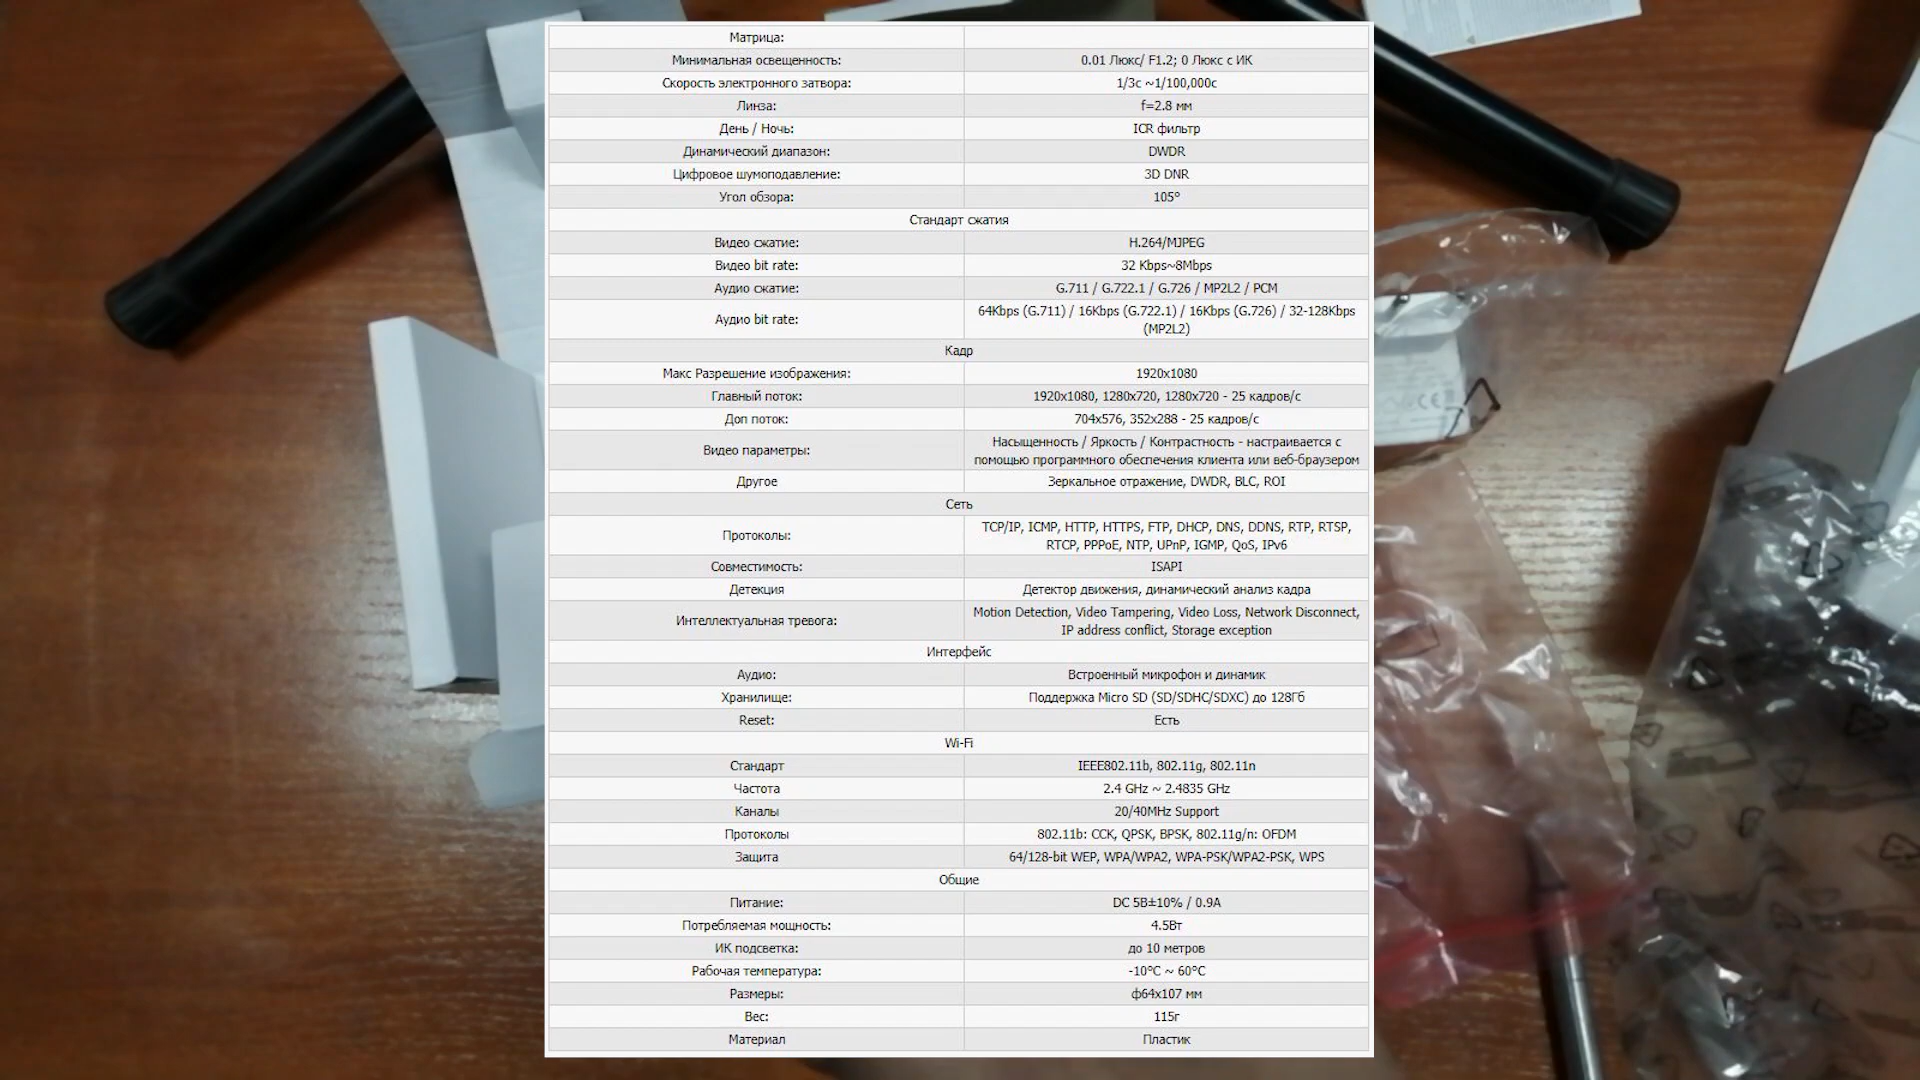 Матрица:
Минимальная освещенность: 0.01 Люкс/ F1.2; 0 Люкс с ИК
Скорость электронного затвора: 1/3с ~1/100,000с
Линза: f=2.8 мм
День / Ночь: ICR фильтр
Динамический диапазон: DWDR
Цифровое шумоподавление: 3D DNR
Угол обзора: 105°
Стандарт сжатия
Видео сжатие: H.264/MJPEG
Видео bit rate: 32 Kbps~8Mbps
Аудио сжатие: G.711 / G.722.1 / G.726 / MP2L2 / PCM
Аудио bit rate: 64Kbps (G.711) / 16Kbps (G.722.1) / 16Kbps (G.726) / 32-128Kbps
(MP2L2)
Кадр
Макс Разрешение изображения: 1920x1080
Главный поток: 1920x1080, 1280x720, 1280x720 - 25 кадров/с
Доп поток: 704x576, 352x288 - 25 кадров/с
Видео параметры: Насыщенность / Яркость / Контрастность - настраивается с
помощью программного обеспечения клиента или веб-браузером
Другое Зеркальное отражение, DWDR, BLC, ROI
Сеть
Протоколы: TCP/IP, ICMP, HTTP, HTTPS, FTP, DHCP, DNS, DDNS, RTP, RTSP,
RTCP, PPPoE, NTP, UPnP, IGMP, QoS, IPv6
Совместимость: ISAPI
Детекция Детектор движения, динамический анализ кадра
Интеллектуальная тревога: Motion Detection, Video Tampering, Video Loss, Network Disconnect,
IP address conflict, Storage exception
Интерфейс
Аудио: Встроенный микрофон и динамик
Хранилище: Поддержка Micro SD (SD/SDHC/SDXC) до 128Гб
Reset: Есть
Wi-Fi
Стандарт IEEE802.11b, 802.11g, 802.11n
Частота 2.4 GHz ~ 2.4835 GHz
Каналы 20/40MHz Support
Протоколы 802.11b: CCK, QPSK, BPSK, 802.11g/n: OFDM
Защита 64/128-bit WEP, WPA/WPA2, WPA-PSK/WPA2-PSK, WPS
Общие
Питание: DC 5В±10% / 0.9А
Потребляемая мощность: 4.5Вт
ИК подсветка: до 10 метров
Рабочая температура: -10°C ~ 60°C
Размеры: ф64х107 мм
Вес: 115г
Материал Пластик